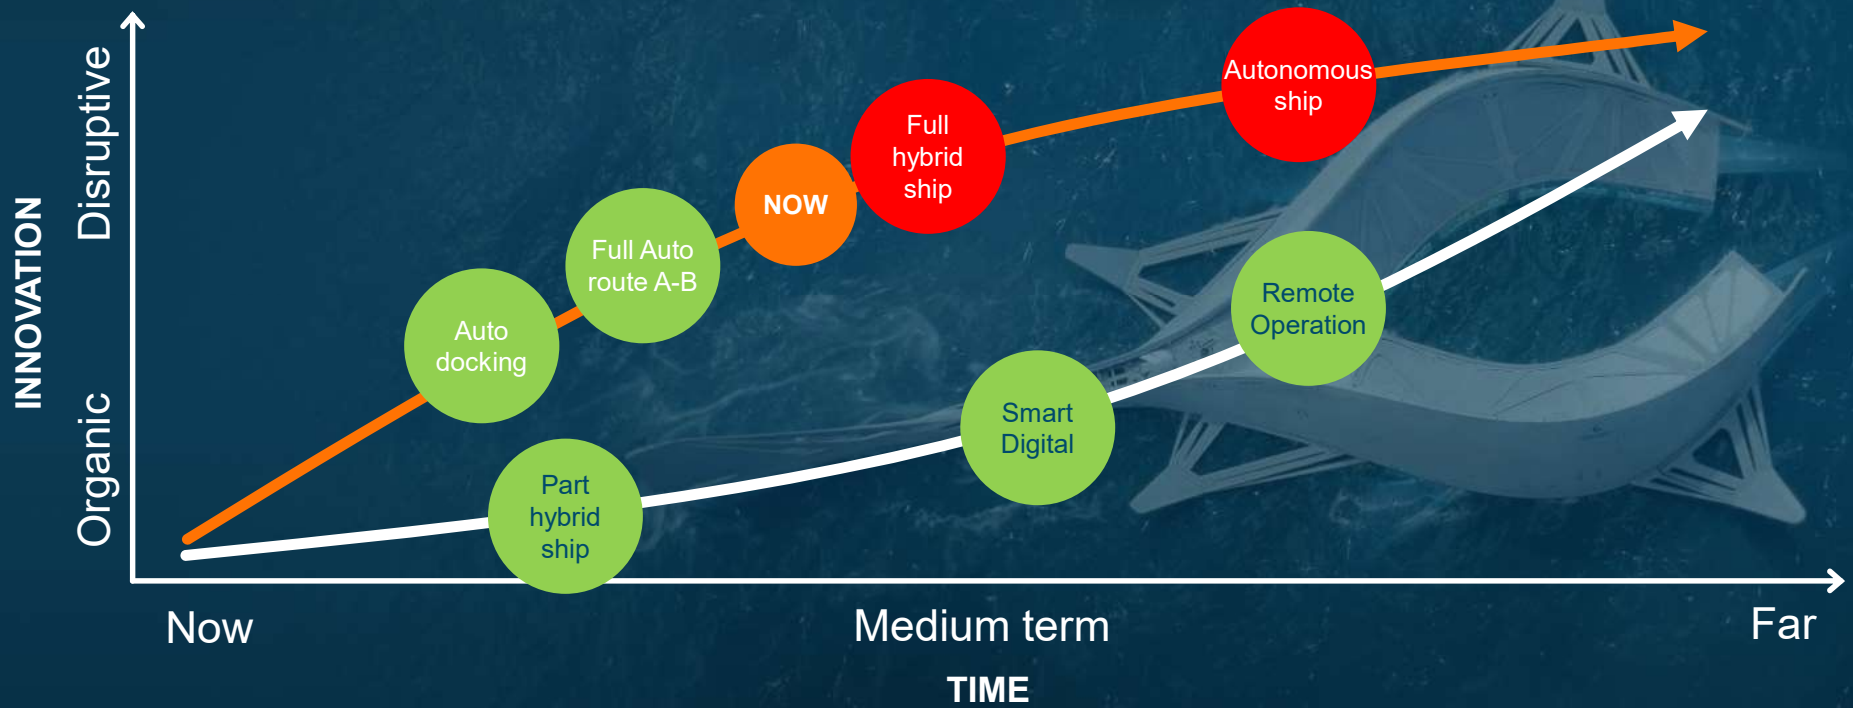 INNOVATION
Disruptive
Organic
Auto
docking
Full Auto
route A-B
NOW
Full
hybrid
ship
Autonomous
ship
Part
hybrid
ship
Smart
Digital
Remote
Operation
Now
Medium term
Far
TIME